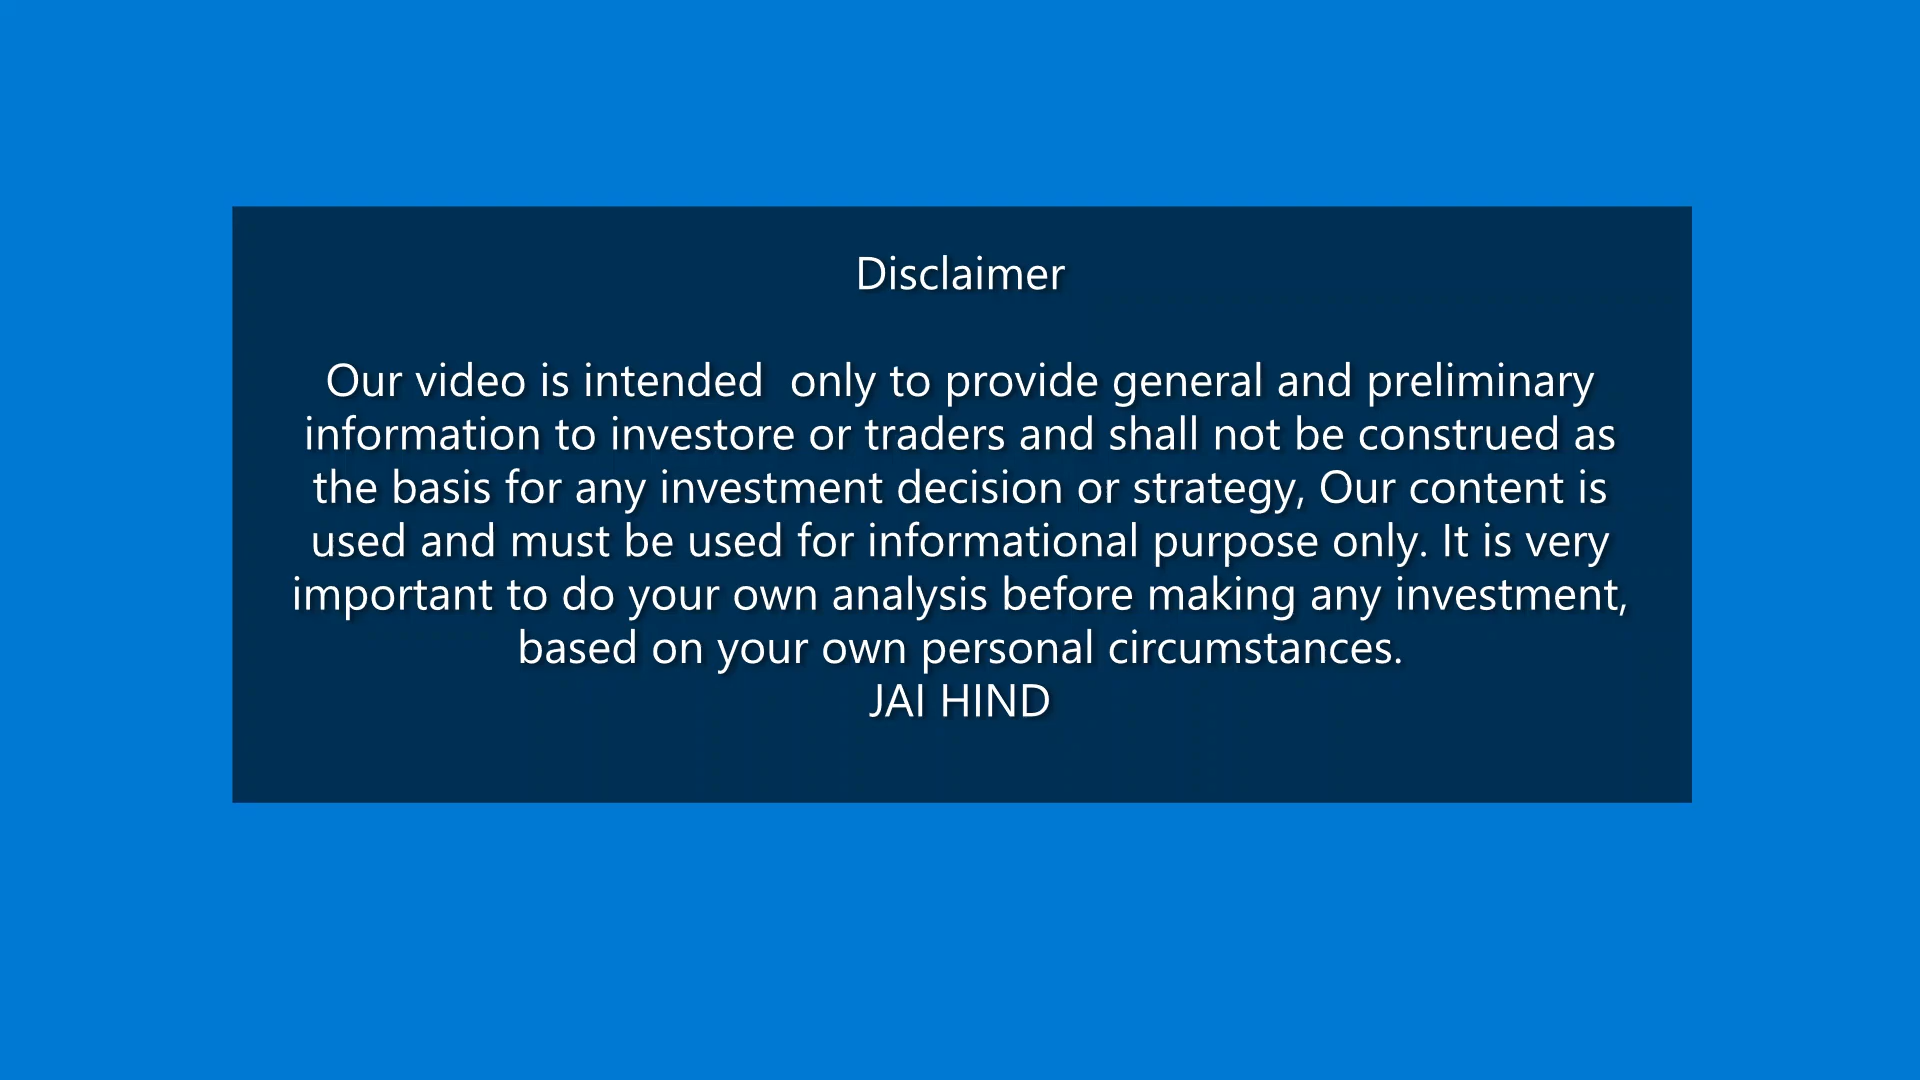 Disclaimer
Our video is intended  only to provide general and preliminary
information to investore or traders and shall not be construed as
the basis for any investment decision or strategy, Our content is
used and must be used for informational purpose only. It is very
important to do your own analysis before making any investment,
based on your own personal circumstances.
JAI HIND